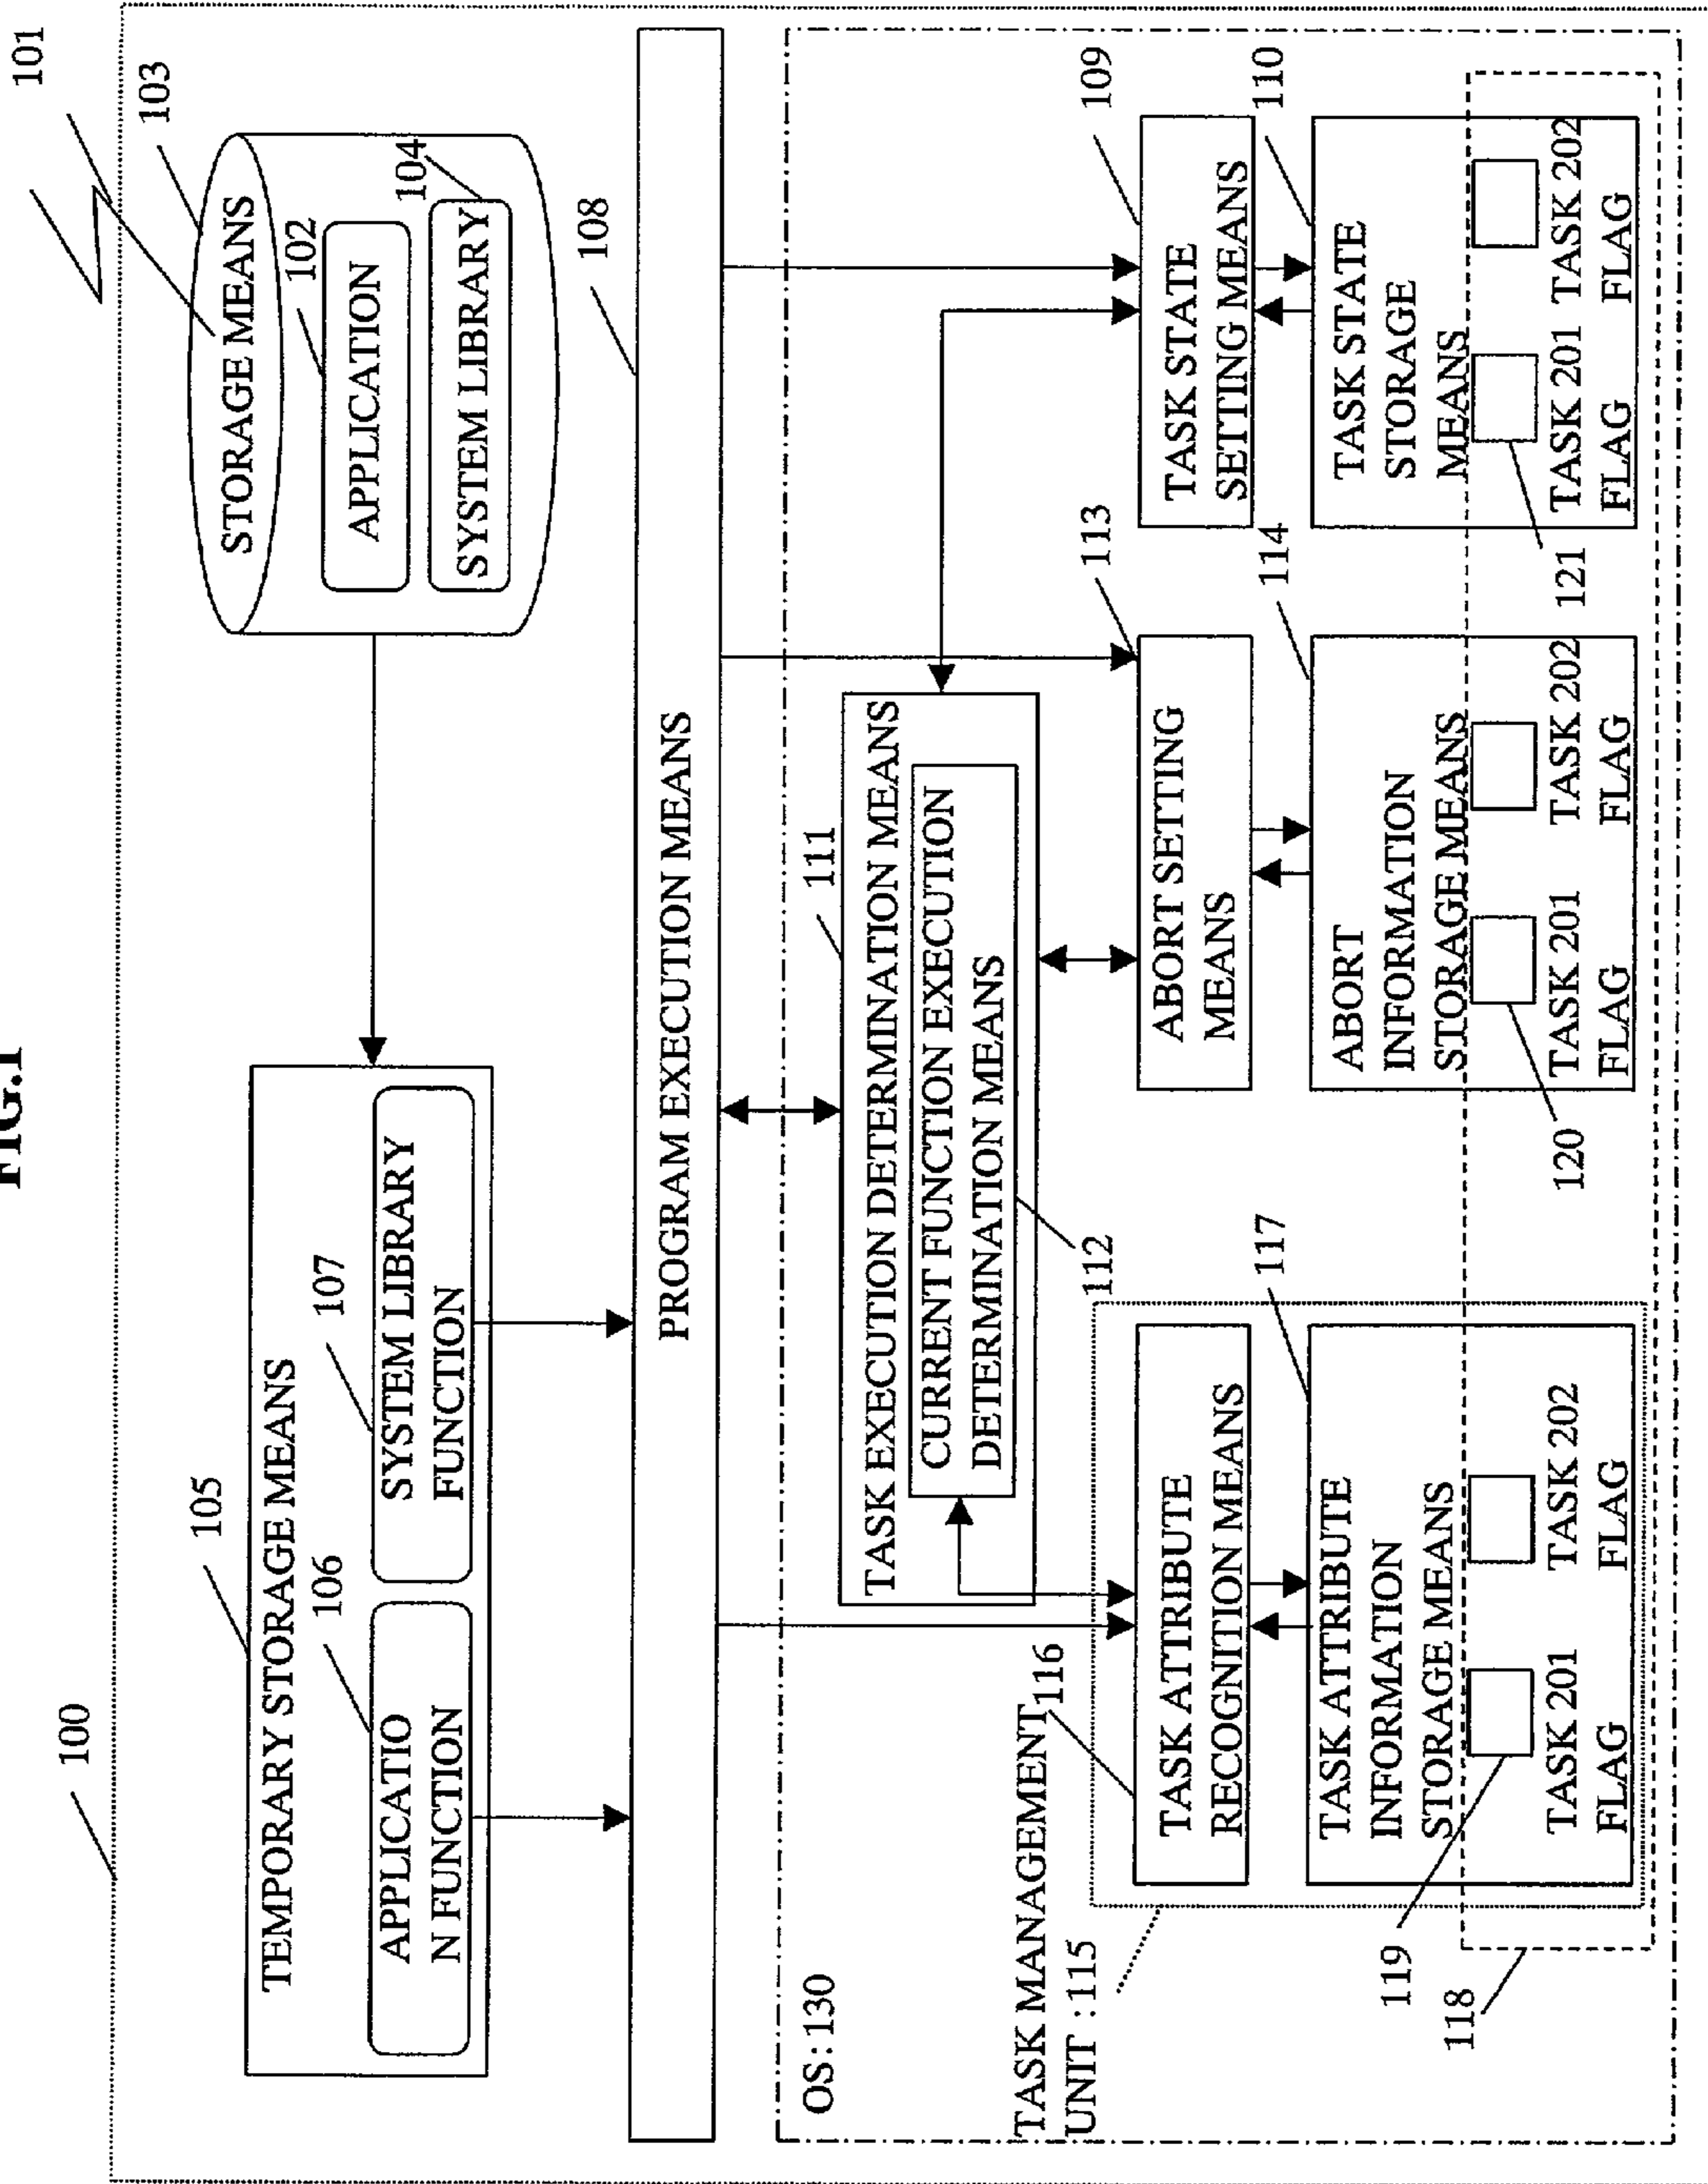 FIG.1
100
101
105
TEMPORARY STORAGE MEANS
106
107
APPLICATIO
N FUNCTION
SYSTEM LIBRARY
FUNCTION
103
STORAGE MEANS
102
APPLICATION
104
SYSTEM LIBRARY
108
PROGRAM EXECUTION MEANS
OS: 130
111
TASK EXECUTION DETERMINATION MEANS
CURRENT FUNCTION EXECUTION
DETERMINATION MEANS
112
TASK MANAGEMENT
UNIT :115
116
TASK ATTRIBUTE
RECOGNITION MEANS
117
TASK ATTRIBUTE
INFORMATION
STORAGE MEANS
TASK 201
FLAG
TASK 202
FLAG
119
118
113
ABORT SETTING
MEANS
114
ABORT
INFORMATION
STORAGE MEANS
TASK 201
FLAG
TASK 202
FLAG
120
109
TASK STATE
SETTING MEANS
110
TASK STATE
STORAGE
MEANS
TASK 201
FLAG
TASK 202
FLAG
121